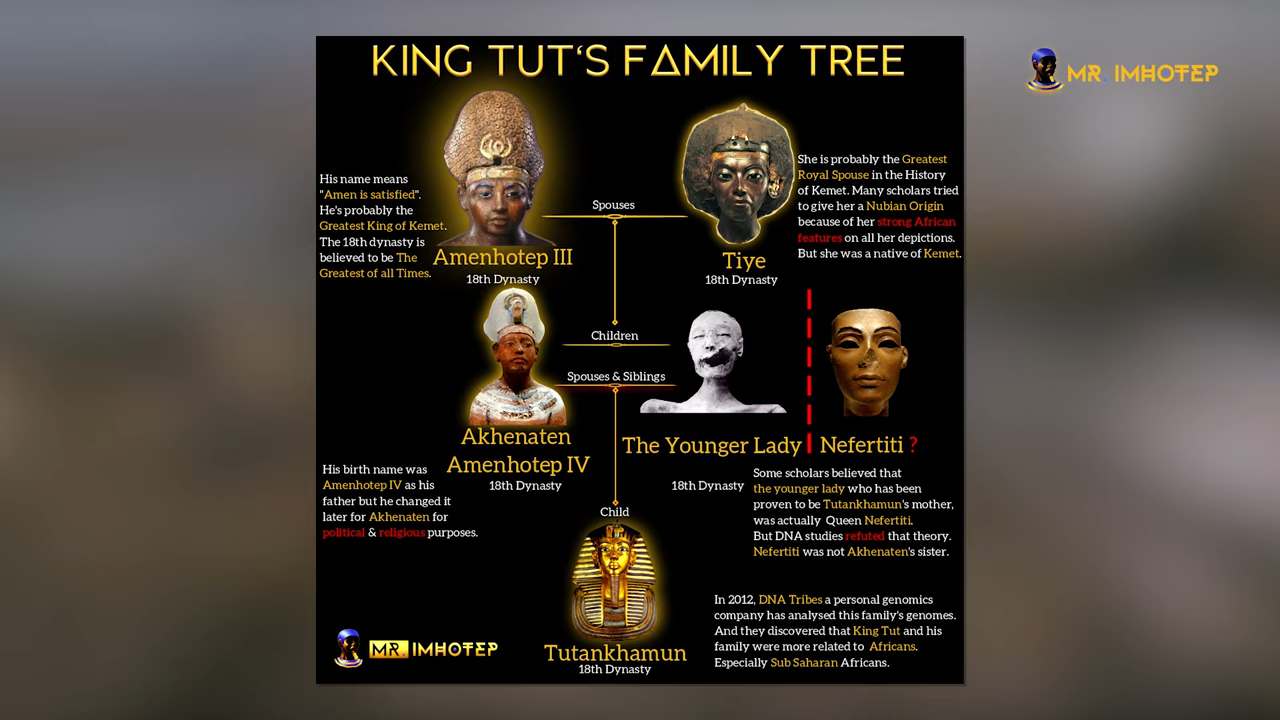 KING TUT'S FAMILY TREE
MR. IMHOTEP
His name means
"Amen is satisfied".
He's probably the
Greatest King of Kemet.
The 18th dynasty is
believed to be The
Greatest of all Times.
Amenhotep III
18th Dynasty
Spouses
She is probably the Greatest
Royal Spouse in the History
of Kemet. Many scholars tried
to give her a Nubian Origin
because of her strong African
features on all her depictions.
But she was a native of Kemet.
Tiye
18th Dynasty
Children
Spouses & Siblings
Akhenaten
Amenhotep IV
18th Dynasty
The Younger Lady
18th Dynasty
Nefertiti ?
His birth name was
Amenhotep IV as his
father but he changed it
later for Akhenaten for
political & religious purposes.
Some scholars believed that
the younger lady who has been
proven to be Tutankhamun's mother,
was actually Queen Nefertiti.
But DNA studies refuted that theory.
Nefertiti was not Akhenaten's sister.
Child
Tutankhamun
18th Dynasty
In 2012, DNA Tribes a personal genomics
company has analysed this family's genomes.
And they discovered that King Tut and his
family were more related to Africans.
Especially Sub Saharan Africans.
MR. IMHOTEP